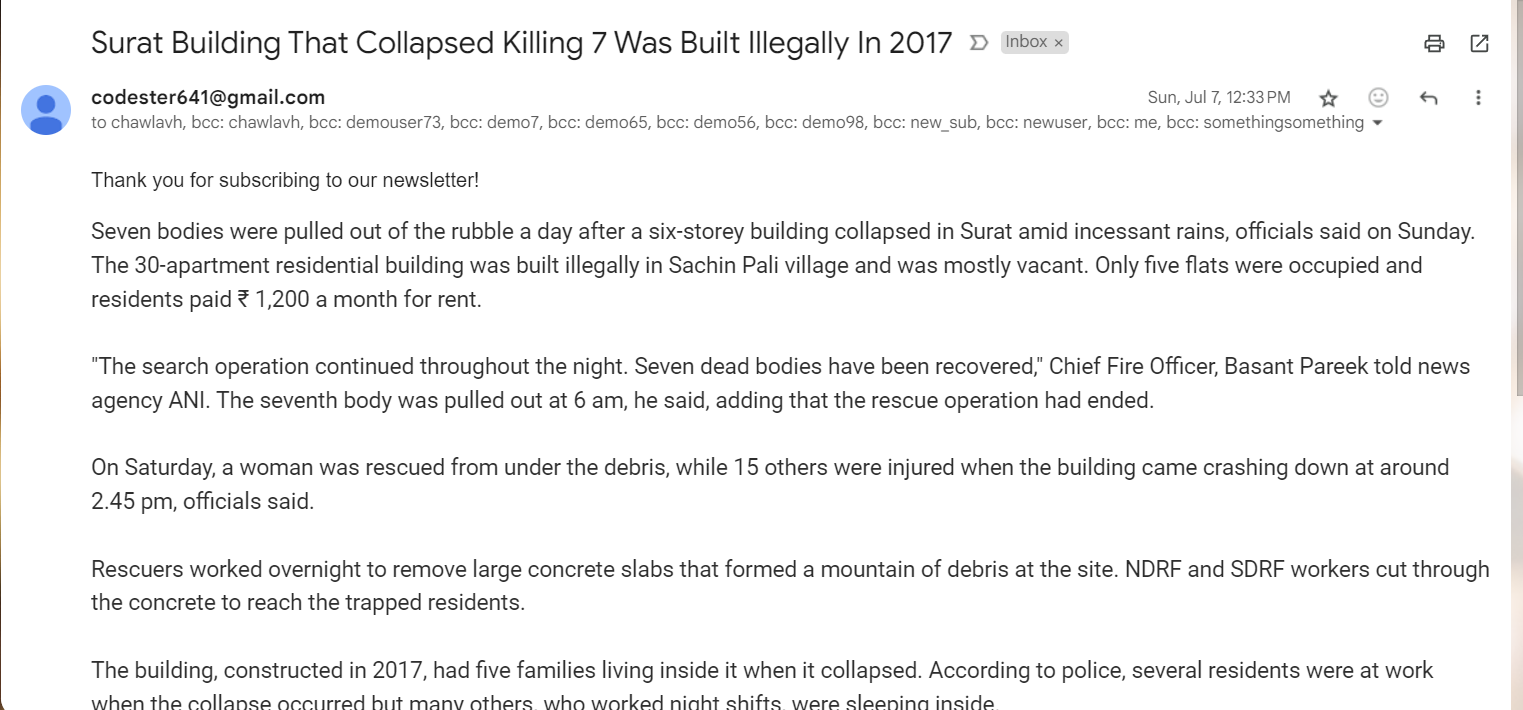 Surat Building That Collapsed Killing 7 Was Built Illegally In 2017 Inbox ×
codester641@gmail.com Sun, Jul 7, 12:33 PM
to chawlavh, bcc: chawlavh, bcc: demouser73, bcc: demo7, bcc: demo65, bcc: demo56, bcc: demo98, bcc: new_sub, bcc: newuser, bcc: me, bcc: somethingsomething
Thank you for subscribing to our newsletter!
Seven bodies were pulled out of the rubble a day after a six-storey building collapsed in Surat amid incessant rains, officials said on Sunday.
The 30-apartment residential building was built illegally in Sachin Pali village and was mostly vacant. Only five flats were occupied and
residents paid ₹ 1,200 a month for rent.
"The search operation continued throughout the night. Seven dead bodies have been recovered," Chief Fire Officer, Basant Pareek told news
agency ANI. The seventh body was pulled out at 6 am, he said, adding that the rescue operation had ended.
On Saturday, a woman was rescued from under the debris, while 15 others were injured when the building came crashing down at around
2.45 pm, officials said.
Rescuers worked overnight to remove large concrete slabs that formed a mountain of debris at the site. NDRF and SDRF workers cut through
the concrete to reach the trapped residents.
The building, constructed in 2017, had five families living inside it when it collapsed. According to police, several residents were at work
when the collapse occurred but many others, who worked night shifts, were sleeping inside.